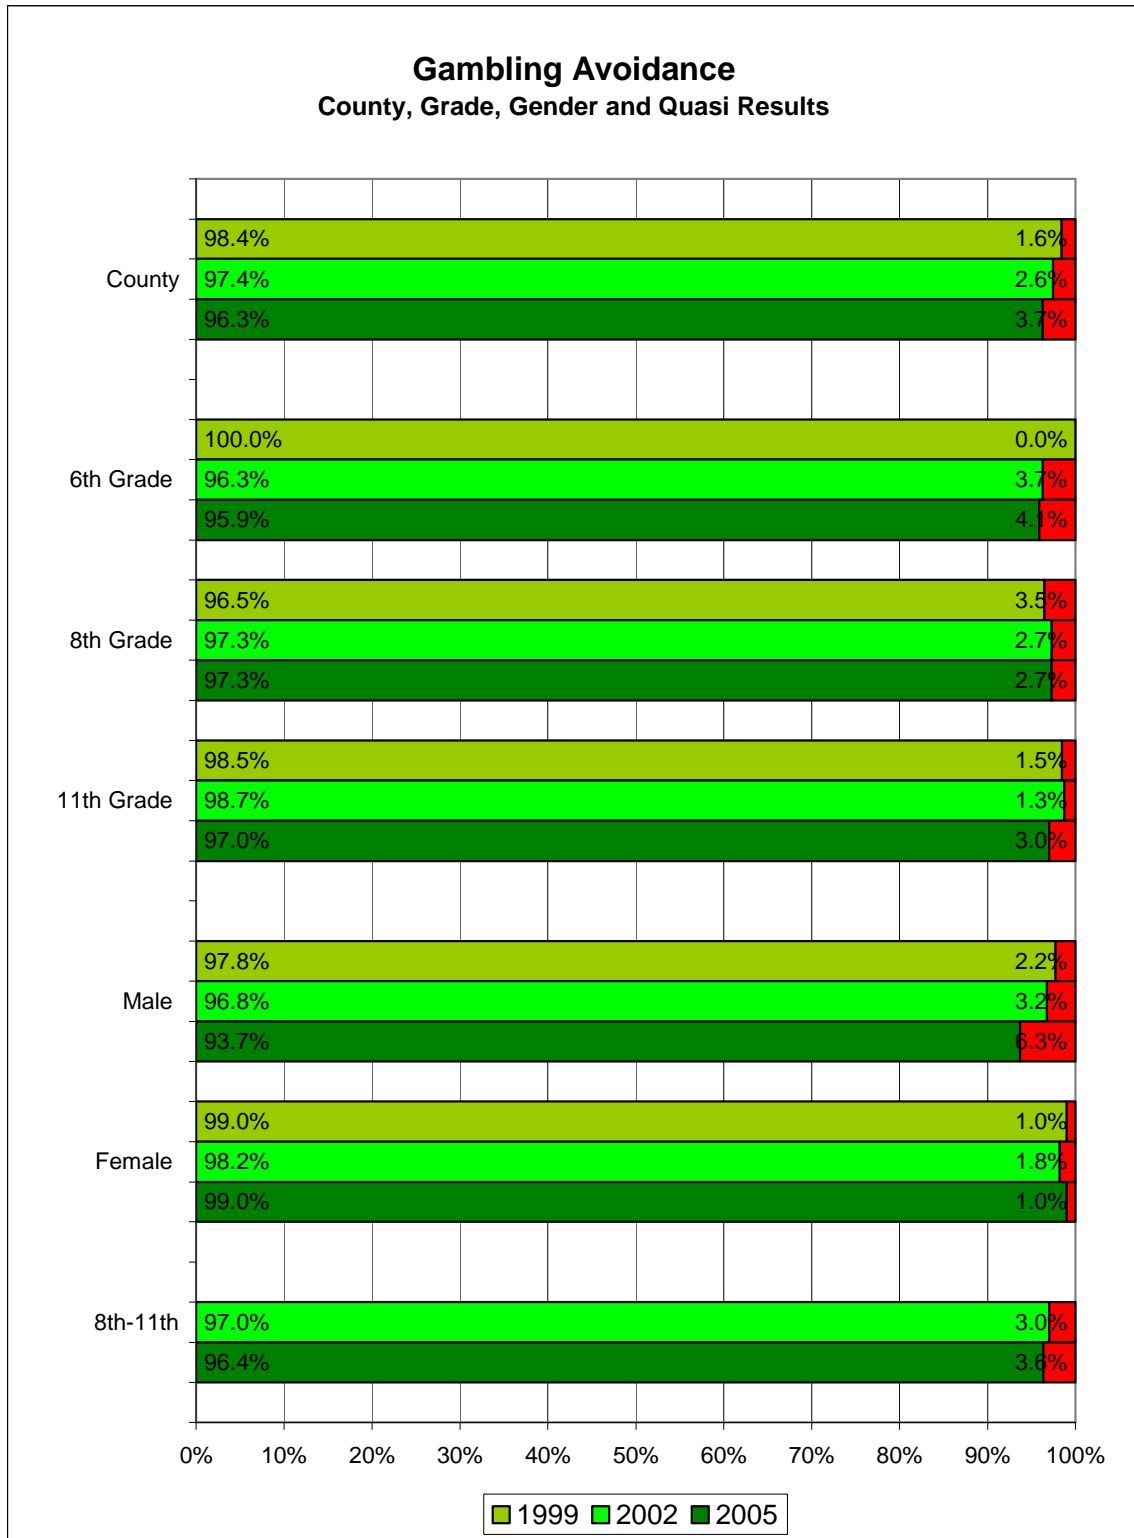 Gambling Avoidance
County, Grade, Gender and Quasi Results
98.4% 1.6%
County 97.4% 2.6%
96.3% 3.7%
100.0% 0.0%
6th Grade 96.3% 3.7%
95.9% 4.1%
96.5% 3.5%
8th Grade 97.3% 2.7%
97.3% 2.7%
98.5% 1.5%
11th Grade 98.7% 1.3%
97.0% 3.0%
97.8% 2.2%
Male 96.8% 3.2%
93.7% 6.3%
99.0% 1.0%
Female 98.2% 1.8%
99.0% 1.0%
8th-11th 97.0% 3.0%
96.4% 3.6%
0% 10% 20% 30% 40% 50% 60% 70% 80% 90% 100%
1999 2002 2005